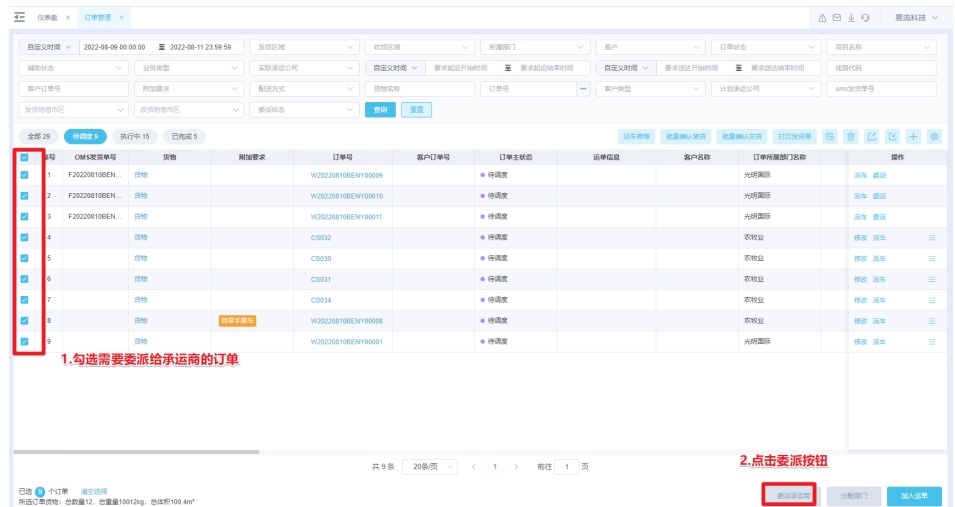 仪表盘 × 订单管理 × 易流科技
自定义时间 2022-08-09 00:00:00 至 2022-08-11 23:59:59 发货区域 收货区域 所属部门 客户 订单状态 项目名称
辅助状态 业务类型 实际承运公司 自定义时间 要求起运开始时间 至 要求起运结束时间 自定义时间 要求送达开始时间 至 要求送达结束时间 线路代码
客户订单号 附加要求 配送方式 货物名称 订单号 客户类型 计划承运公司 oms发货单号
发货地省市区 收货地省市区 委派状态 查询 重置
全部 29 待调度 9 执行中 15 已完成 5 派车推荐 批量确认装货 批量确认交货 打印发货单
序号 OMS发货单号 货物 附加要求 订单号 客户订单号 订单主状态 运单信息 客户名称 订单所属部门名称 操作
1 F20220810BEN... 货物 W20220810BENY00009 待调度 光明国际 派车 委派
2 F20220810BEN... 货物 W20220810BENY00010 待调度 光明国际 派车 委派
3 F20220810BEN... 货物 W20220810BENY00011 待调度 光明国际 派车 委派
4 货物 CS032 待调度 农牧业 修改 派车
5 货物 CS030 待调度 农牧业 修改 派车
6 货物 CS031 待调度 农牧业 修改 派车
7 货物 CS034 待调度 农牧业 修改 派车
8 货物 自带手推车 W20220810BENY00008 待调度 农牧业 修改 派车
9 货物 W20220810BENY00001 待调度 光明国际 修改 派车
1.勾选需要委派给承运商的订单
共 9 条 20条/页 1 前往 1 页
2.点击委派按钮
已选 9 个订单 清空选择
所选订单货物：总数量12，总重量10012kg，总体积100.4m³
委派承运商 分配部门 加入运单